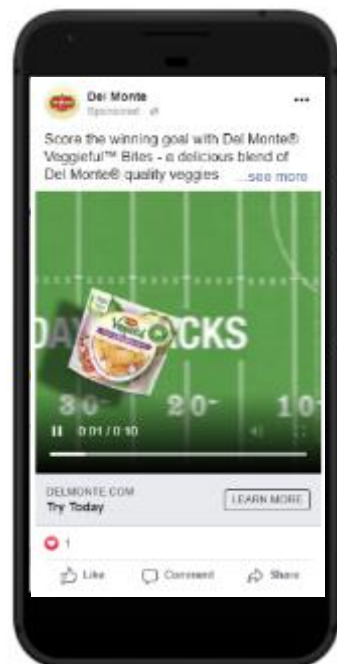 Del Monte
Sponsored
Score the winning goal with Del Monte®
Veggieful™ Bites - a delicious blend of
Del Monte® quality veggies ...see more
DAY CKS
30 20 10
0:01 / 0:10
DELMONTE.COM
Try Today
LEARN MORE
1
Like Comment Share